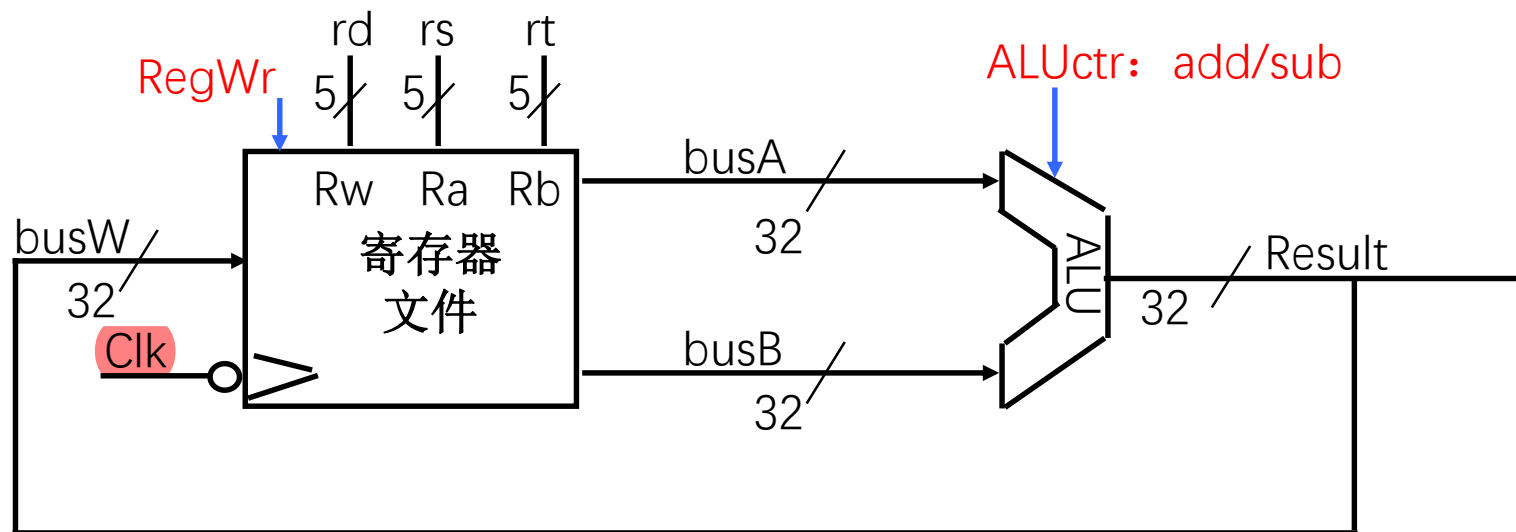 rd rs rt
RegWr
ALUctr：add/sub
5 5 5
busA
Rw Ra Rb
32
busW
寄存器
文件
32
ALU
Result
32
Clk
busB
32